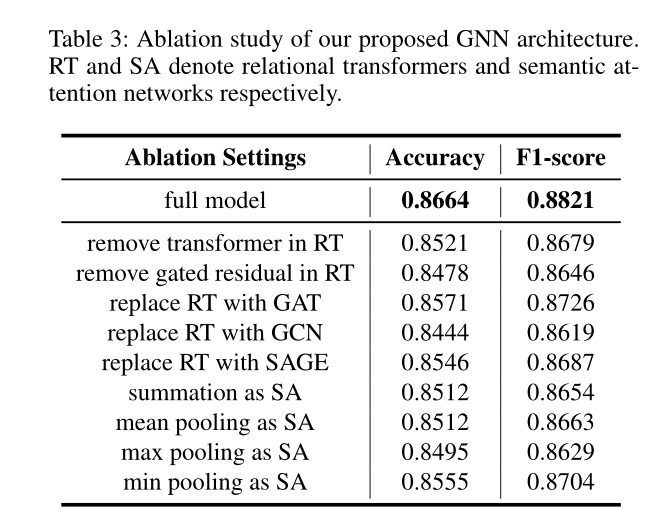 Table 3: Ablation study of our proposed GNN architecture.
RT and SA denote relational transformers and semantic at-
tention networks respectively.
Ablation Settings Accuracy F1-score
full model 0.8664 0.8821
remove transformer in RT 0.8521 0.8679
remove gated residual in RT 0.8478 0.8646
replace RT with GAT 0.8571 0.8726
replace RT with GCN 0.8444 0.8619
replace RT with SAGE 0.8546 0.8687
summation as SA 0.8512 0.8654
mean pooling as SA 0.8512 0.8663
max pooling as SA 0.8495 0.8629
min pooling as SA 0.8555 0.8704